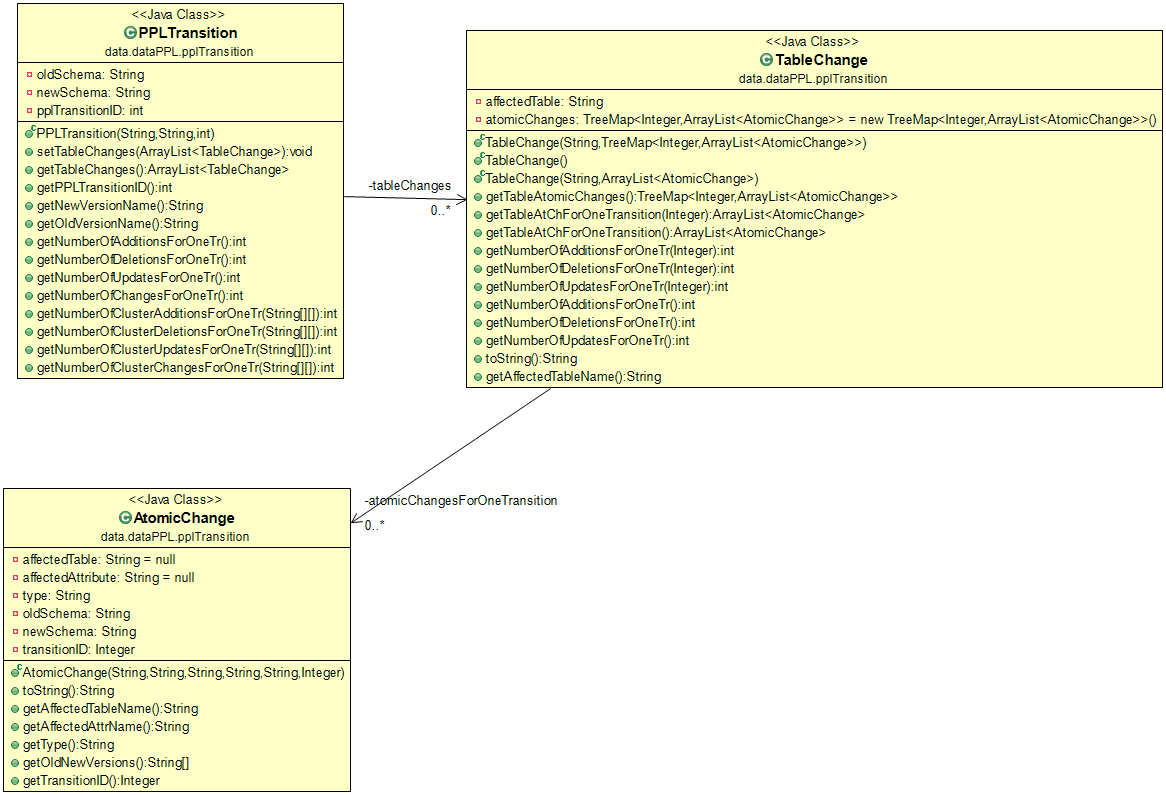 <<Java Class>>
PPLTransition
data.dataPPL.pplTransition
oldSchema: String
newSchema: String
pplTransitionID: int
PPLTransition(String,String,int)
setTableChanges(ArrayList<TableChange>):void
getTableChanges():ArrayList<TableChange>
getPPLTransitionID():int
getNewVersionName():String
getOldVersionName():String
getNumberOfAdditionsForOneTr():int
getNumberOfDeletionsForOneTr():int
getNumberOfUpdatesForOneTr():int
getNumberOfChangesForOneTr():int
getNumberOfClusterAdditionsForOneTr(String[][]):int
getNumberOfClusterDeletionsForOneTr(String[][]):int
getNumberOfClusterUpdatesForOneTr(String[][]):int
getNumberOfClusterChangesForOneTr(String[][]):int
-tableChanges
0..*
<<Java Class>>
TableChange
data.dataPPL.pplTransition
affectedTable: String
atomicChanges: TreeMap<Integer,ArrayList<AtomicChange>> = new TreeMap<Integer,ArrayList<AtomicChange>>()
TableChange(String,TreeMap<Integer,ArrayList<AtomicChange>>)
TableChange()
TableChange(String,ArrayList<AtomicChange>)
getTableAtomicChanges():TreeMap<Integer,ArrayList<AtomicChange>>
getTableAtChForOneTransition(Integer):ArrayList<AtomicChange>
getTableAtChForOneTransition():ArrayList<AtomicChange>
getNumberOfAdditionsForOneTr(Integer):int
getNumberOfDeletionsForOneTr(Integer):int
getNumberOfUpdatesForOneTr(Integer):int
getNumberOfAdditionsForOneTr():int
getNumberOfDeletionsForOneTr():int
getNumberOfUpdatesForOneTr():int
toString():String
getAffectedTableName():String
-atomicChangesForOneTransition
0..*
<<Java Class>>
AtomicChange
data.dataPPL.pplTransition
affectedTable: String = null
affectedAttribute: String = null
type: String
oldSchema: String
newSchema: String
transitionID: Integer
AtomicChange(String,String,String,String,String,Integer)
toString():String
getAffectedTableName():String
getAffectedAttrName():String
getType():String
getOldNewVersions():String[]
getTransitionID():Integer